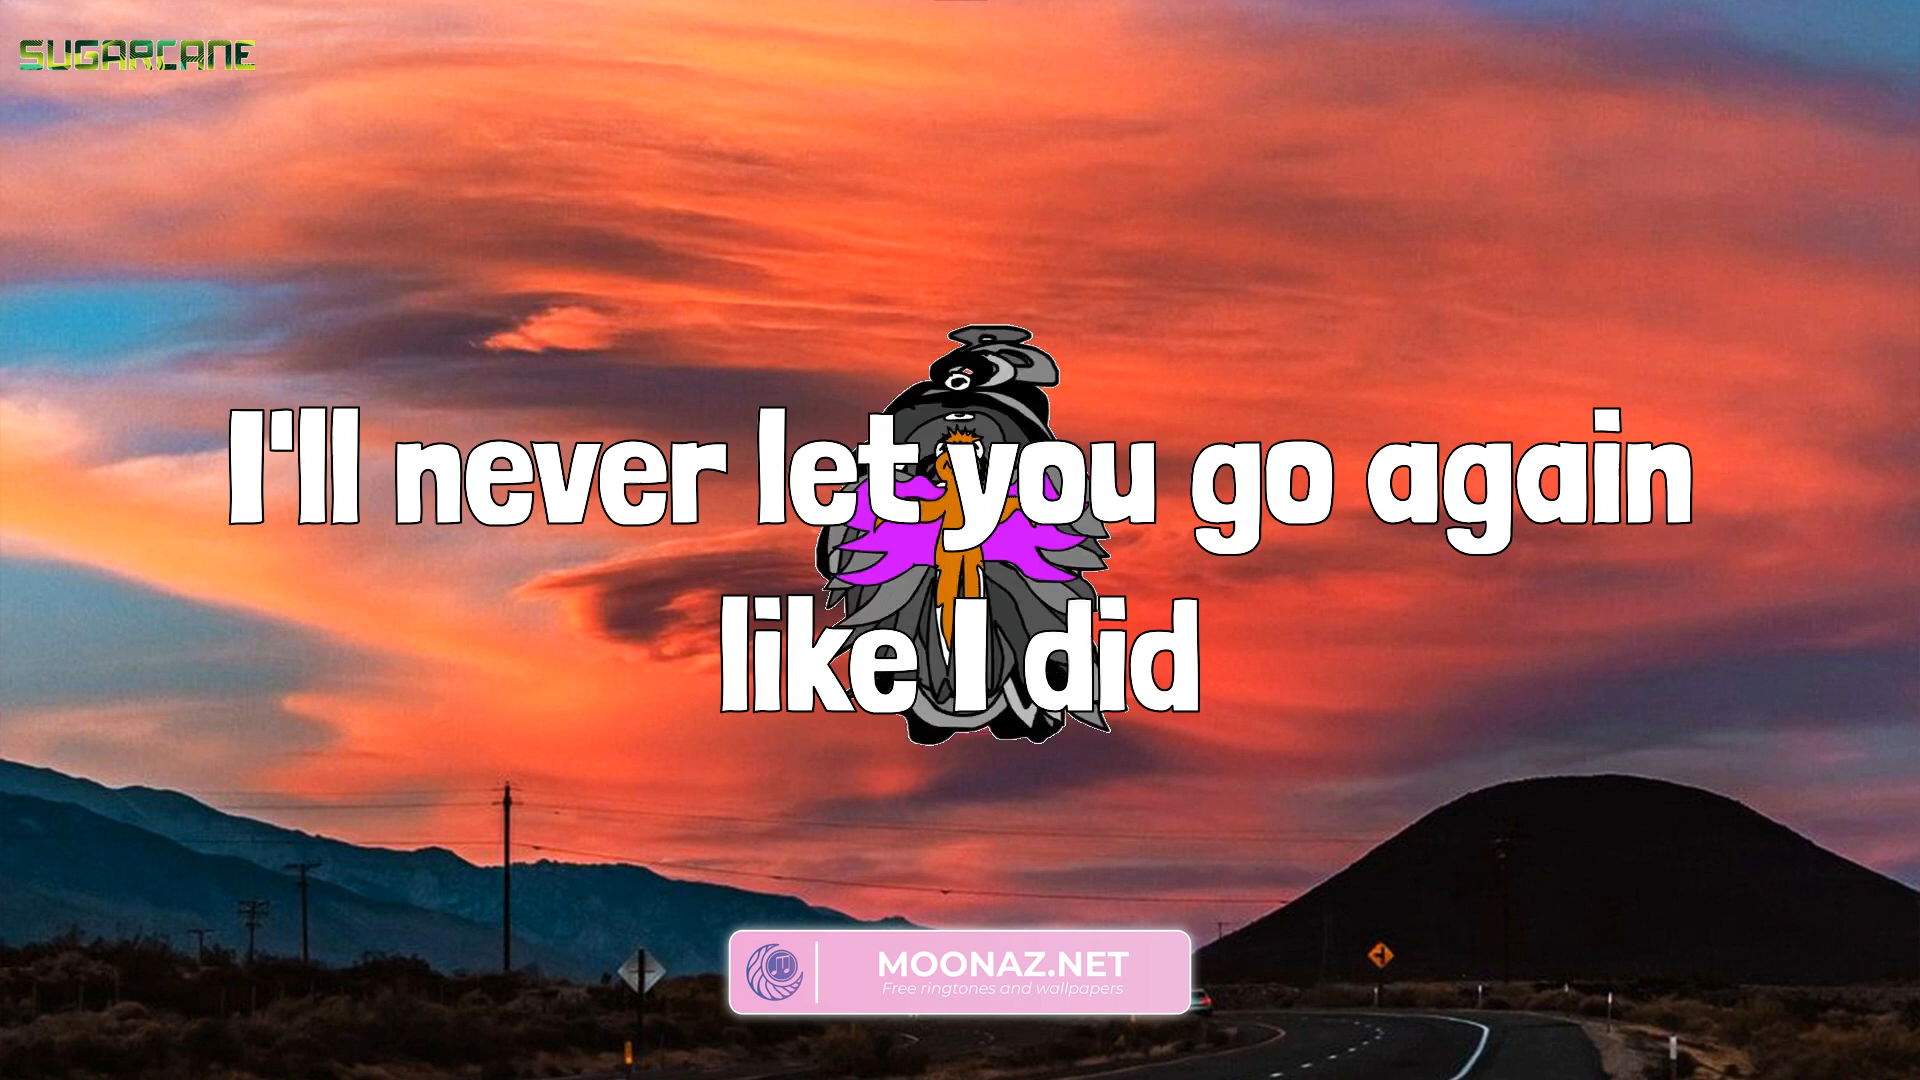 SUGARCANE
I'll never let you go again
like I did
MOONAZ.NET
Free ringtones and wallpapers